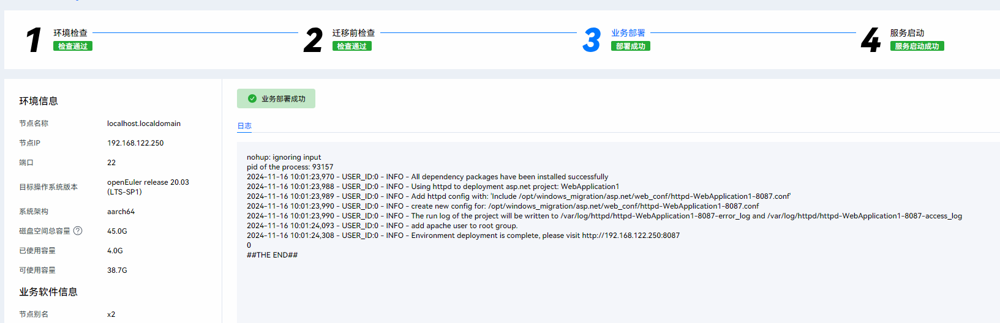 1 环境检查
检查通过
2 迁移前检查
检查通过
3 业务部署
部署成功
4 服务启动
服务启动成功
环境信息
节点名称 localhost.localdomain
节点IP 192.168.122.250
端口 22
目标操作系统版本 openEuler release 20.03
(LTS-SP1)
系统架构 aarch64
磁盘空间总容量 ? 45.0G
已使用容量 4.0G
可使用容量 38.7G
业务软件信息
节点别名 x2
业务部署成功
日志
nohup: ignoring input
pid of the process: 93157
2024-11-16 10:01:23,970 - USER_ID:0 - INFO - All dependency packages have been installed successfully
2024-11-16 10:01:23,988 - USER_ID:0 - INFO - Using httpd to deployment asp.net project: WebApplication1
2024-11-16 10:01:23,989 - USER_ID:0 - INFO - Add httpd config with: 'Include /opt/windows_migration/asp.net/web_conf/httpd-WebApplication1-8087.conf'
2024-11-16 10:01:23,990 - USER_ID:0 - INFO - create new config for: /opt/windows_migration/asp.net/web_conf/httpd-WebApplication1-8087.conf
2024-11-16 10:01:23,990 - USER_ID:0 - INFO - The run log of the project will be written to /var/log/httpd/httpd-WebApplication1-8087-error_log and /var/log/httpd/httpd-WebApplication1-8087-access_log
2024-11-16 10:01:24,093 - USER_ID:0 - INFO - add apache user to root group.
2024-11-16 10:01:24,308 - USER_ID:0 - INFO - Environment deployment is complete, please visit http://192.168.122.250:8087
0
##THE END##